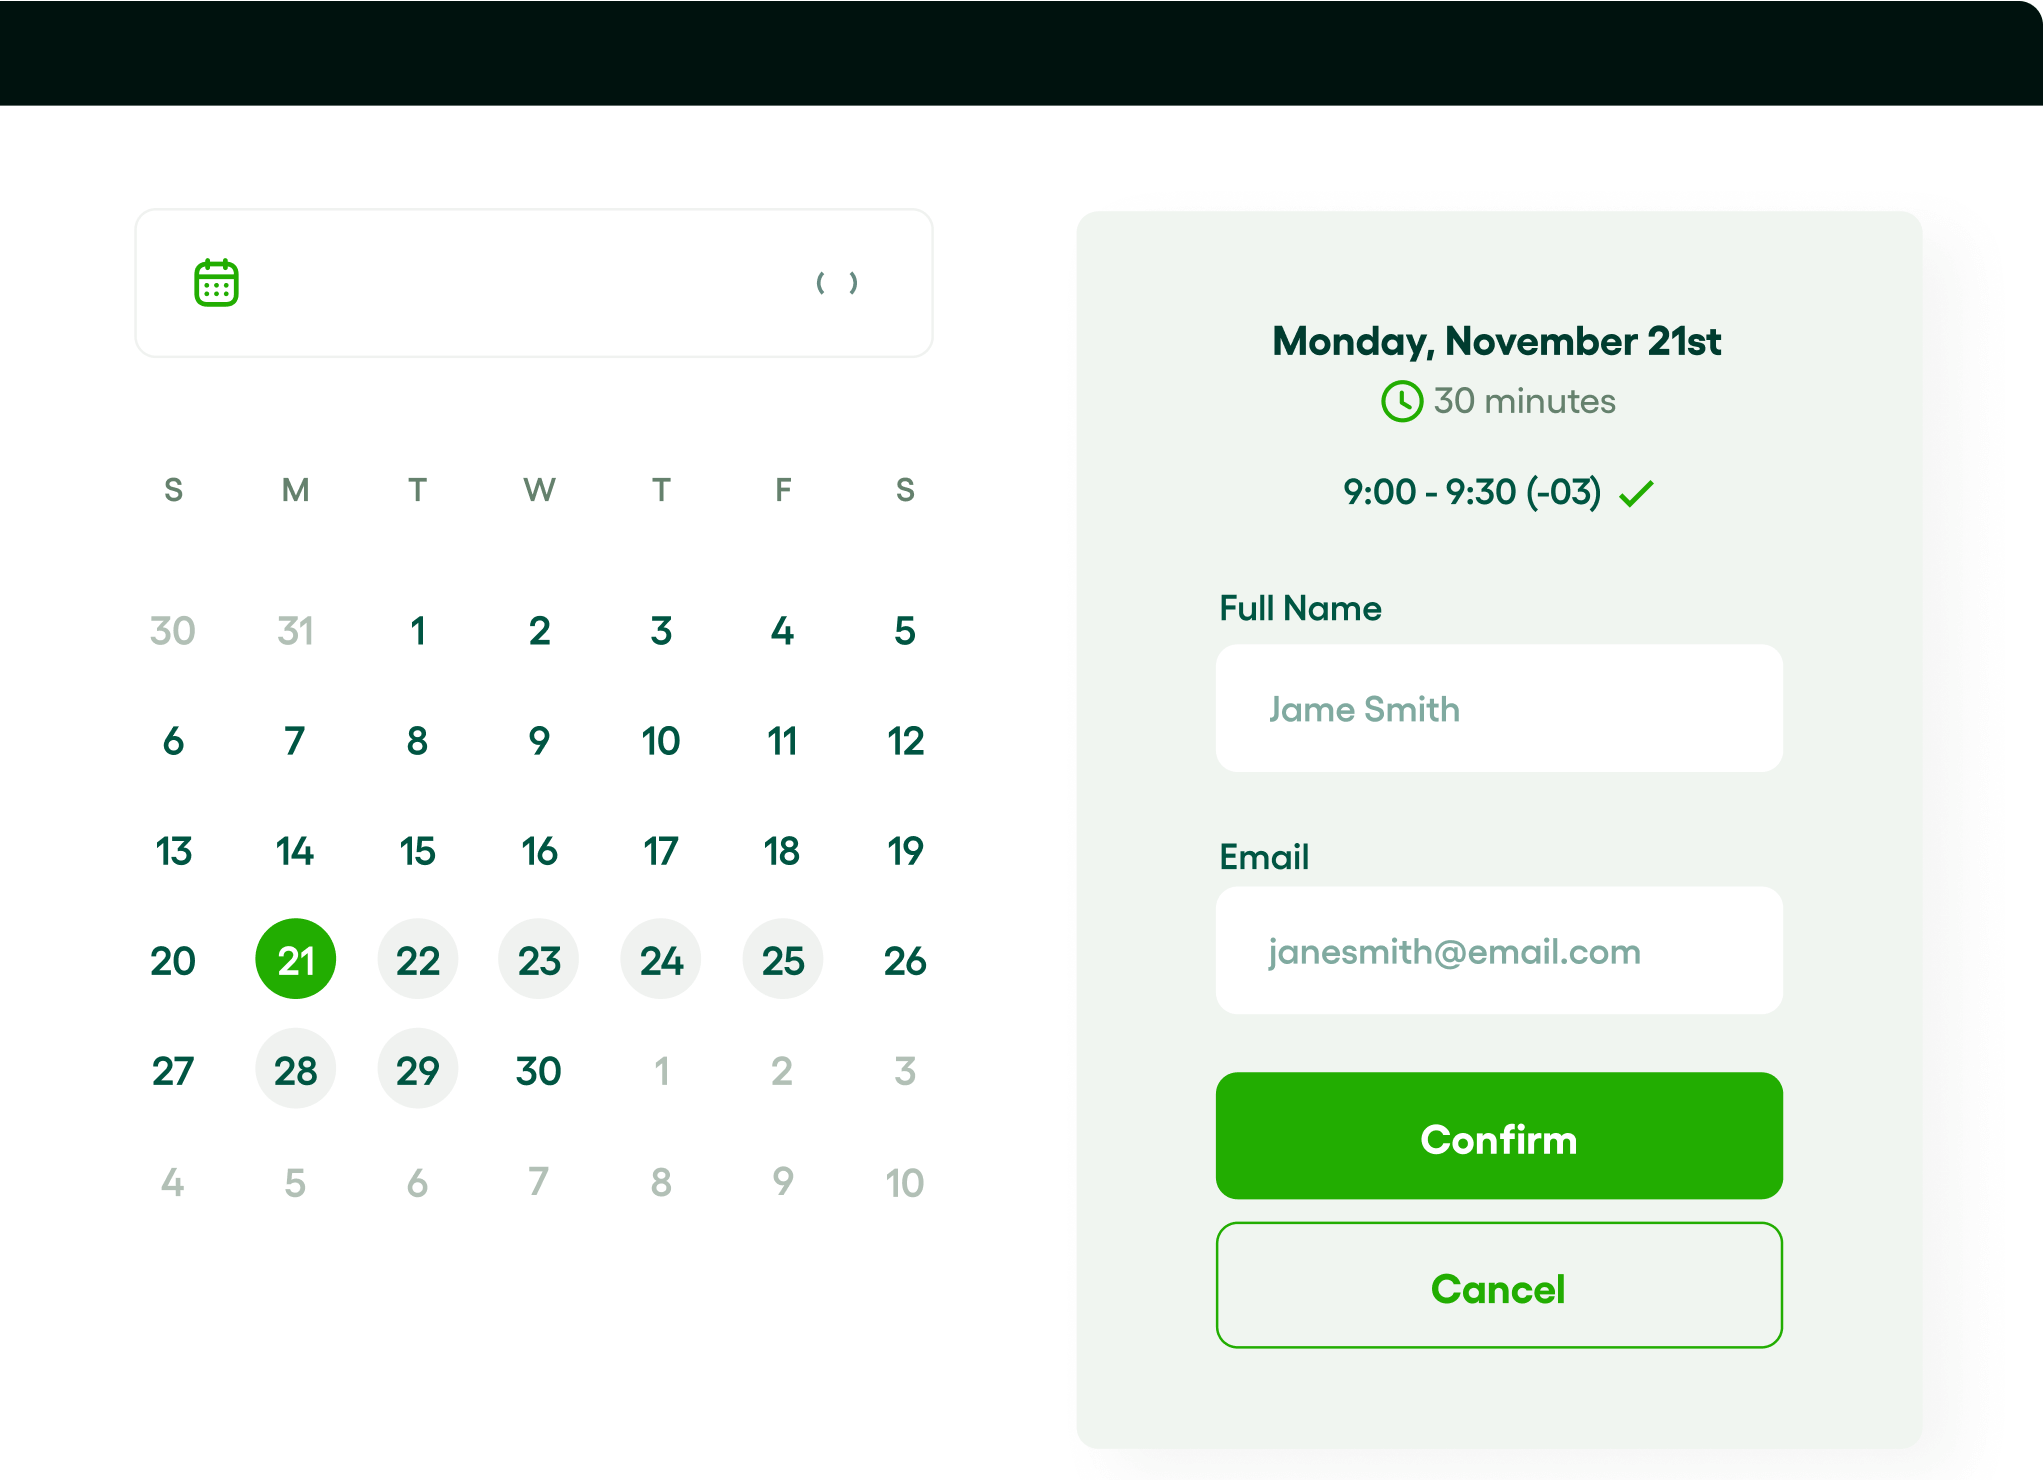 ( )
S M T W T F S
30 31 1 2 3 4 5
6 7 8 9 10 11 12
13 14 15 16 17 18 19
20 21 22 23 24 25 26
27 28 29 30 1 2 3
4 5 6 7 8 9 10
Monday, November 21st
30 minutes
9:00 - 9:30 (-03)
Full Name
Jame Smith
Email
janesmith@email.com
Confirm
Cancel